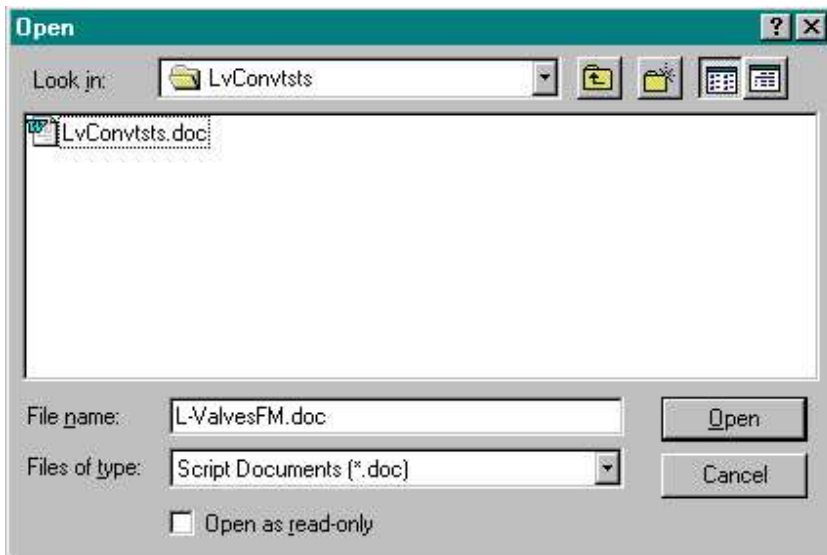 Open
Look in: LvConvtsts
LvConvtsts.doc
File name: L-ValvesFM.doc Open
Files of type: Script Documents (*.doc) Cancel
Open as read-only